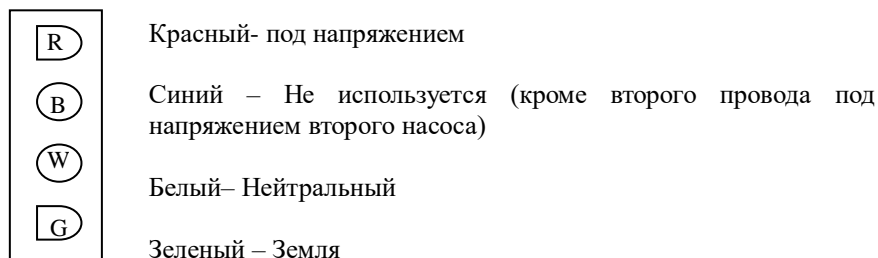 R Красный- под напряжением
B Синий – Не используется (кроме второго провода под
напряжением второго насоса)
W
Белый– Нейтральный
G
Зеленый – Земля